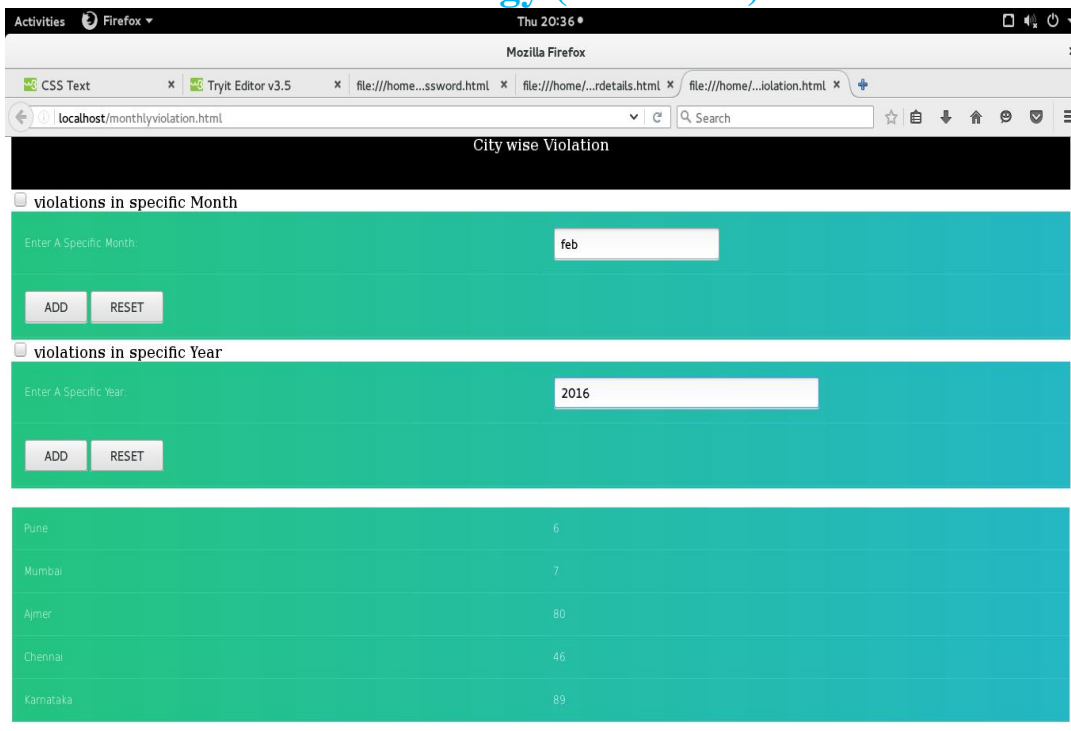 gy (
Activities Firefox Thu 20:36
Mozilla Firefox
CSS Text Tryit Editor v3.5 file:///home...ssword.html file:///home/...rdetails.html file:///home/...iolation.html
localhost/monthlyviolation.html Search
City wise Violation
violations in specific Month
Enter A Specific Month: feb
ADD RESET
violations in specific Year
Enter A Specific Year: 2016
ADD RESET
Pune 6
Mumbai 7
Ajmer 80
Chennai 46
Karnataka 89